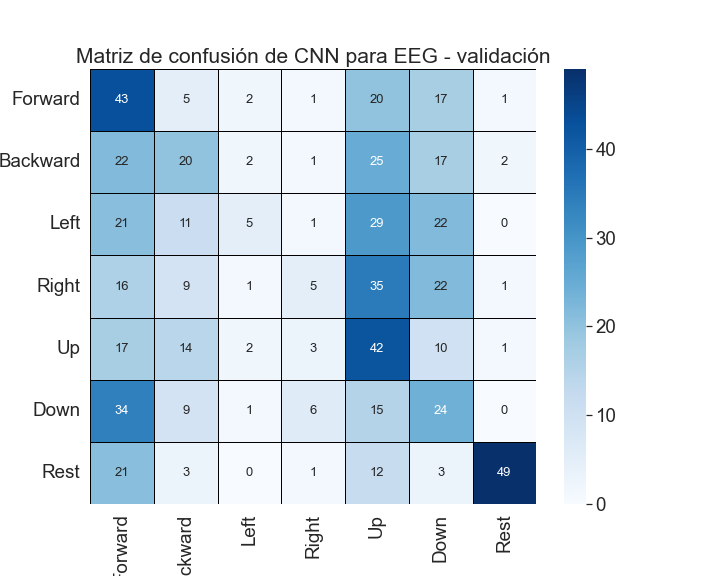 Matriz de confusión de CNN para EEG - validación
Forward 43 5 2 1 20 17 1
Backward 22 20 2 1 25 17 2
Left 21 11 5 1 29 22 0
Right 16 9 1 5 35 22 1
Up 17 14 2 3 42 10 1
Down 34 9 1 6 15 24 0
Rest 21 3 0 1 12 3 49
Forward ckward Left Right Up Down Rest
40
30
20
10
0